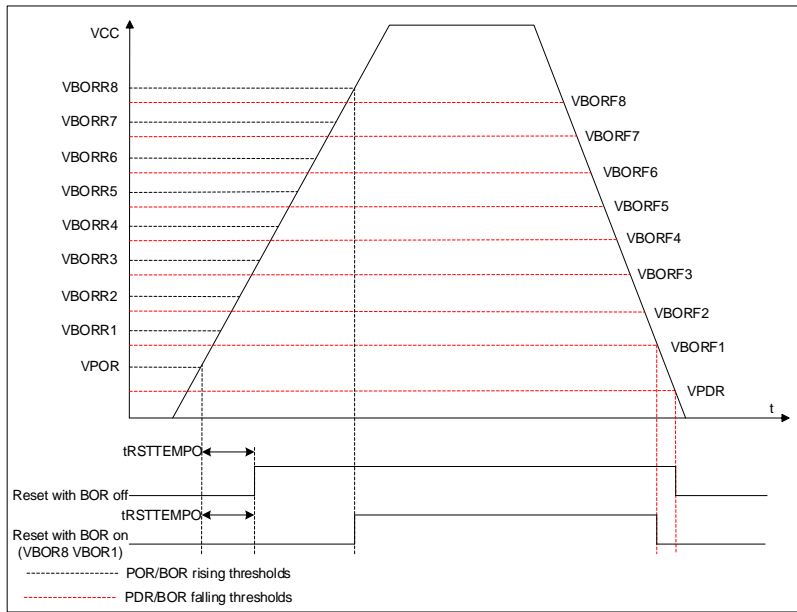 VCC
VBORR8
VBORR7
VBORR6
VBORR5
VBORR4
VBORR3
VBORR2
VBORR1
VPOR
VBORF8
VBORF7
VBORF6
VBORF5
VBORF4
VBORF3
VBORF2
VBORF1
VPDR
t
tRSTTEMPO
Reset with BOR off
tRSTTEMPO
Reset with BOR on
(VBOR8 VBOR1)
POR/BOR rising thresholds
PDR/BOR falling thresholds